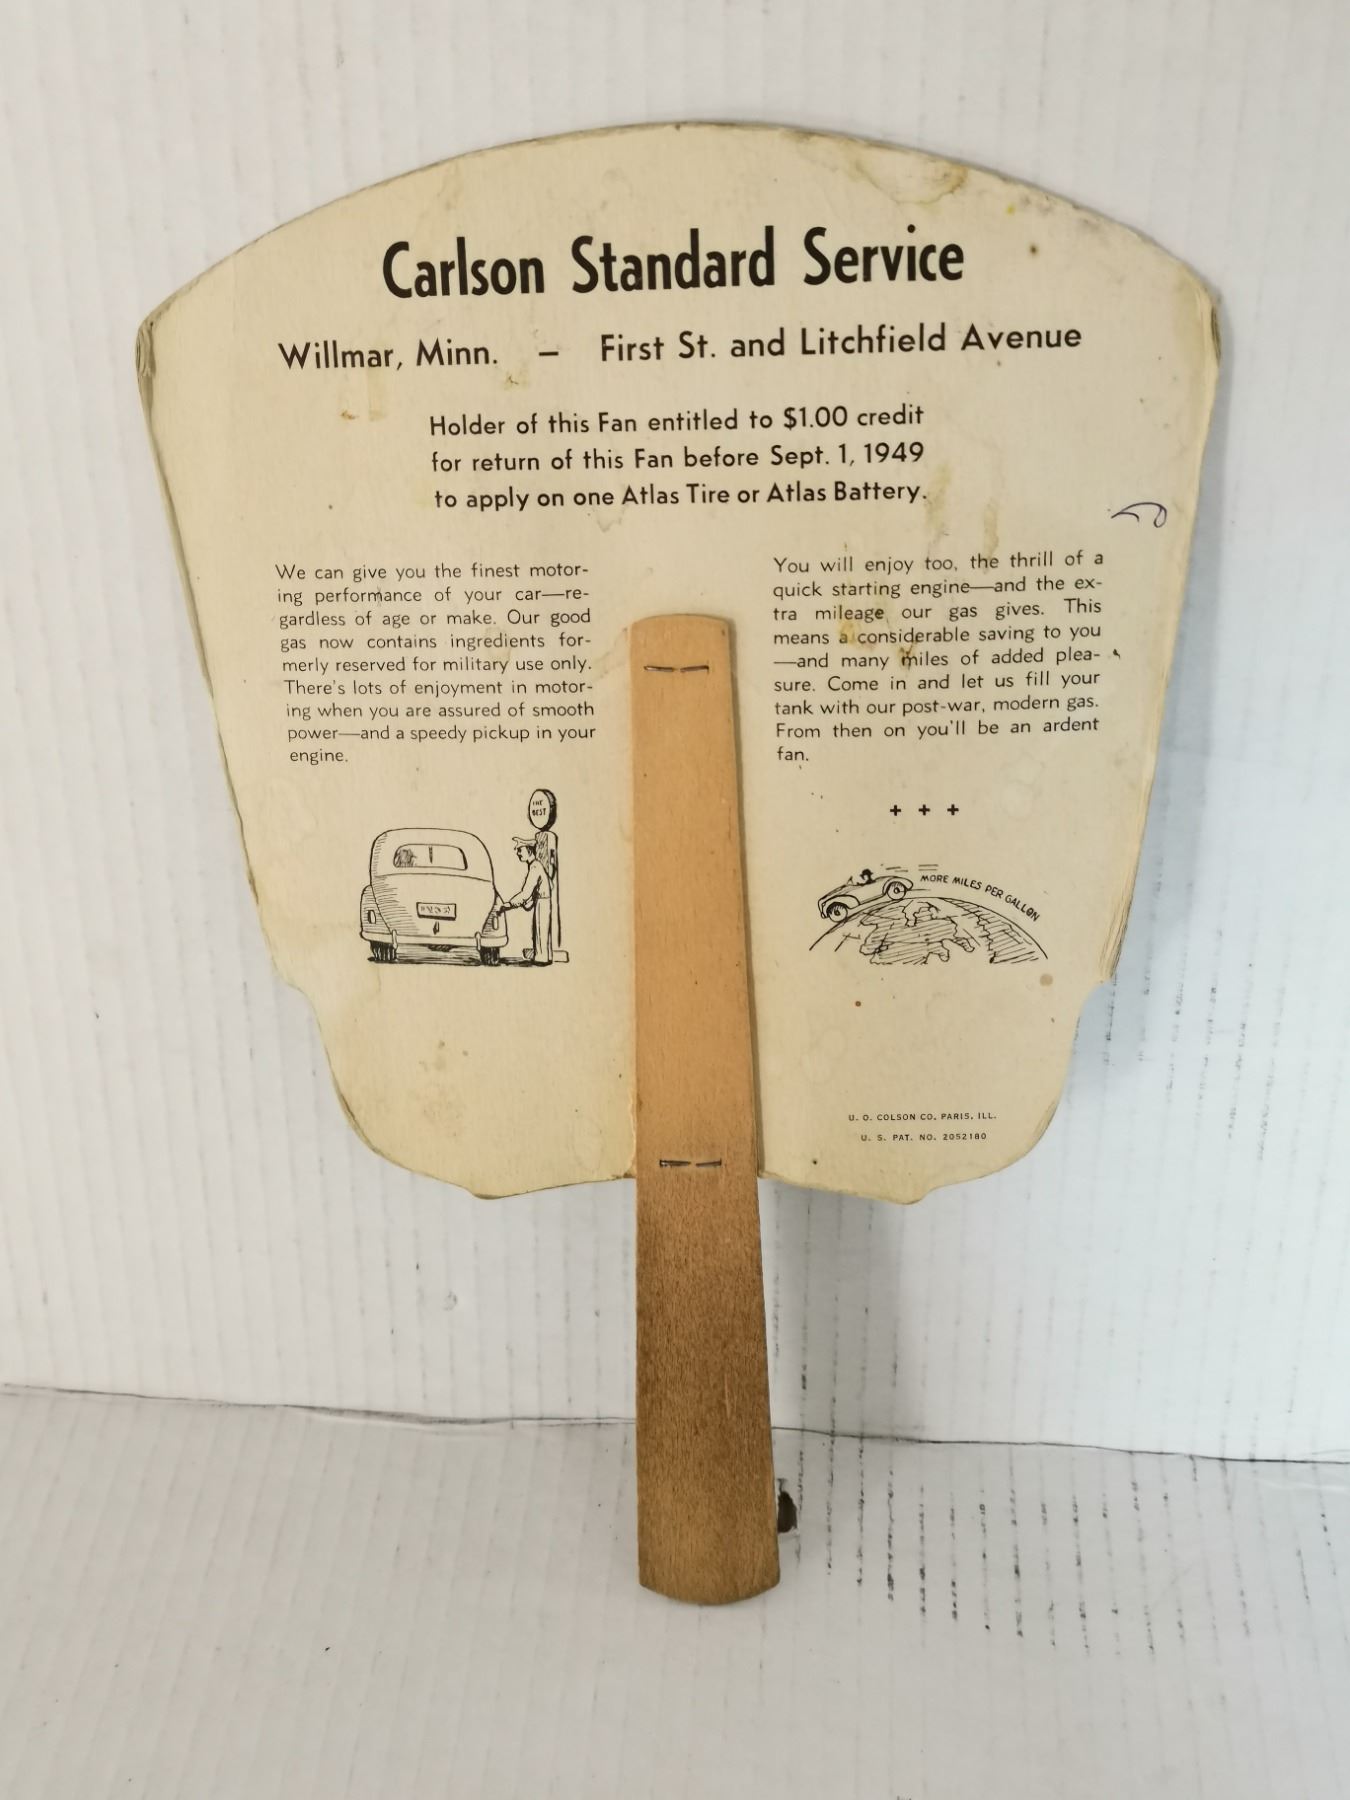 Carlson Standard Service
Willmar, Minn. — First St. and Litchfield Avenue
Holder of this Fan entitled to $1.00 credit
for return of this Fan before Sept. 1, 1949
to apply on one Atlas Tire or Atlas Battery.
We can give you the finest motor-
ing performance of your car—re-
gardless of age or make. Our good
gas now contains ingredients for-
merly reserved for military use only.
There's lots of enjoyment in motor-
ing when you are assured of smooth
power—and a speedy pickup in your
engine.
THE
BEST
You will enjoy too, the thrill of a
quick starting engine—and the ex-
tra mileage our gas gives. This
means a considerable saving to you
—and many miles of added plea-
sure. Come in and let us fill your
tank with our post-war, modern gas.
From then on you'll be an ardent
fan.
+ + +
MORE MILES PER GALLON
U. O. COLSON CO. PARIS, ILL.
U. S. PAT. NO. 2052180